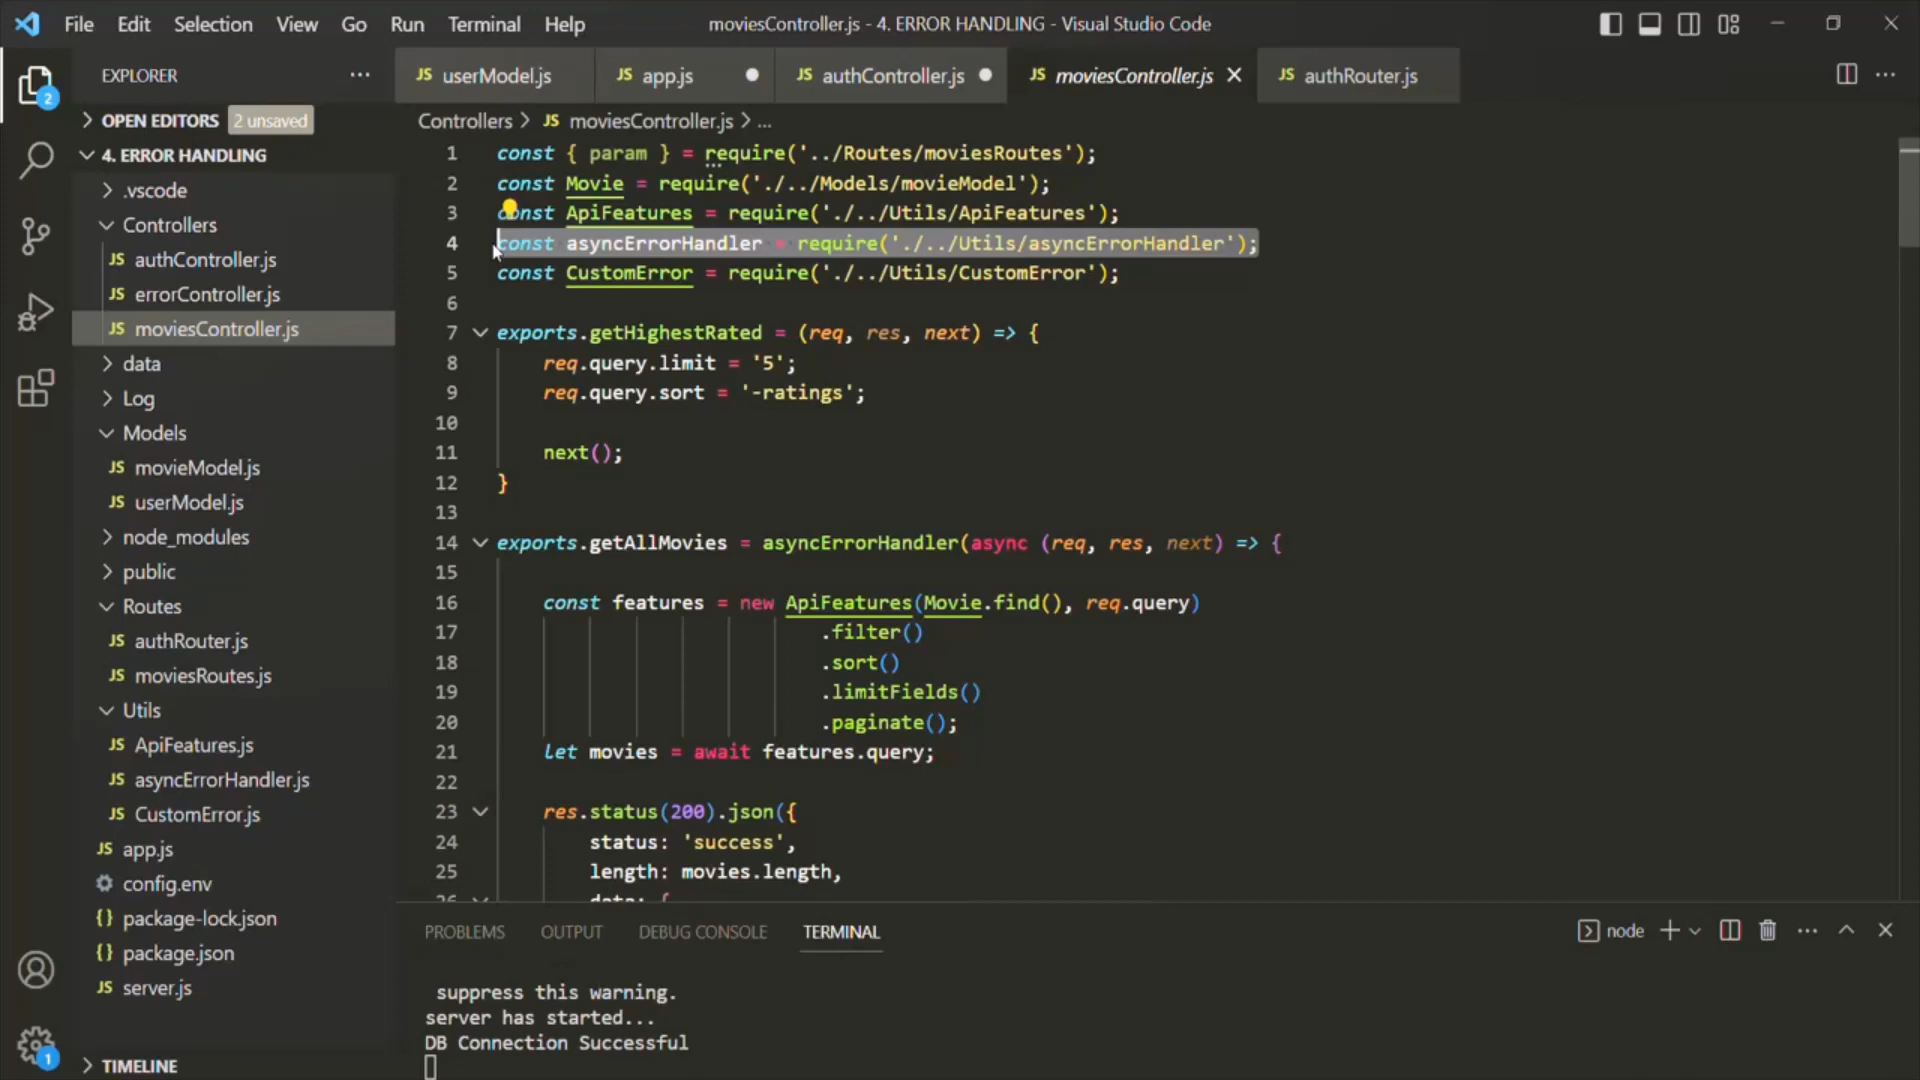 File Edit Selection View Go Run Terminal Help
moviesController.js - 4. ERROR HANDLING - Visual Studio Code
EXPLORER
JS userModel.js
JS app.js
JS authController.js
JS moviesController.js
JS authRouter.js
OPEN EDITORS 2 unsaved
4. ERROR HANDLING
.vscode
Controllers
JS authController.js
JS errorController.js
JS moviesController.js
data
Log
Models
JS movieModel.js
JS userModel.js
node_modules
public
Routes
JS authRouter.js
JS moviesRoutes.js
Utils
JS ApiFeatures.js
JS asyncErrorHandler.js
JS CustomError.js
JS app.js
config.env
{} package-lock.json
{} package.json
JS server.js
TIMELINE
2
1
Controllers > JS moviesController.js > ...
1 const { param } = require('../Routes/moviesRoutes');
2 const Movie = require('./../Models/movieModel');
3 const ApiFeatures = require('./../Utils/ApiFeatures');
4 const asyncErrorHandler = require('./../Utils/asyncErrorHandler');
5 const CustomError = require('./../Utils/CustomError');
6
7 exports.getHighestRated = (req, res, next) => {
8 req.query.limit = '5';
9 req.query.sort = '-ratings';
10
11 next();
12 }
13
14 exports.getAllMovies = asyncErrorHandler(async (req, res, next) => {
15
16 const features = new ApiFeatures(Movie.find(), req.query)
17 .filter()
18 .sort()
19 .limitFields()
20 .paginate();
21 let movies = await features.query;
22
23 res.status(200).json({
24 status: 'success',
25 length: movies.length,
26 data: {
PROBLEMS OUTPUT DEBUG CONSOLE TERMINAL
node
suppress this warning.
server has started...
DB Connection Successful